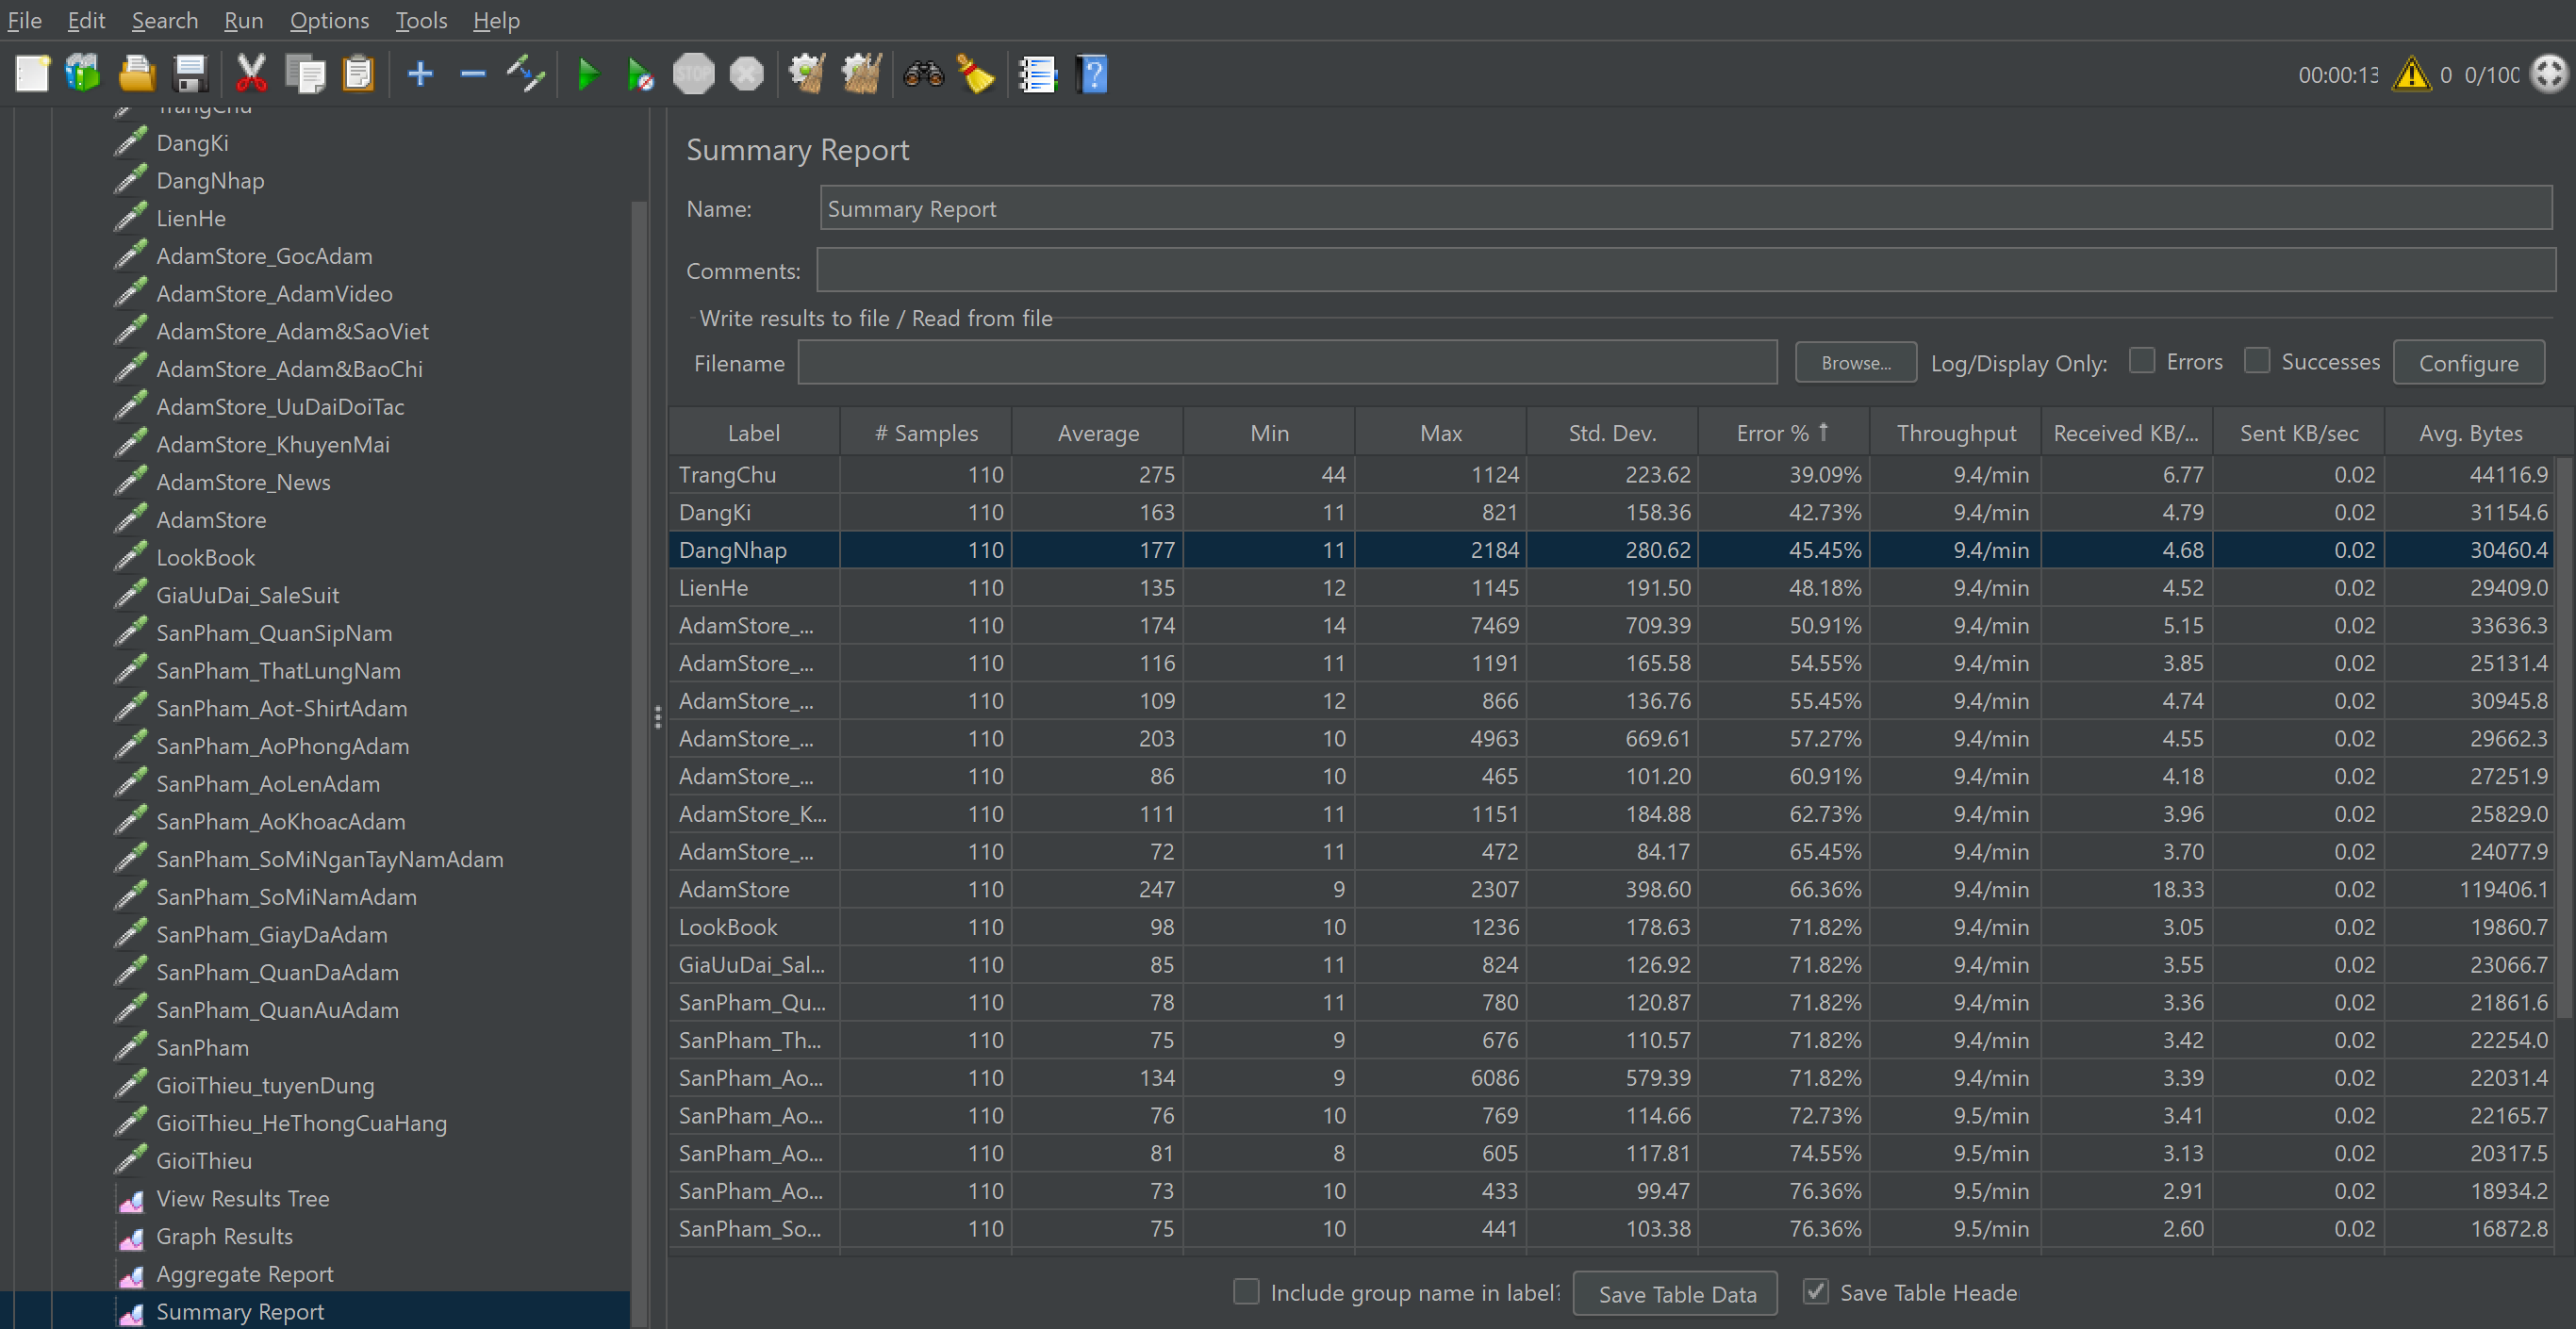 File Edit Search Run Options Tools Help
00:00:13 0 0/100
TrangChu
DangKi
DangNhap
LienHe
AdamStore_GocAdam
AdamStore_AdamVideo
AdamStore_Adam&SaoViet
AdamStore_Adam&BaoChi
AdamStore_UuDaiDoiTac
AdamStore_KhuyenMai
AdamStore_News
AdamStore
LookBook
GiaUuDai_SaleSuit
SanPham_QuanSipNam
SanPham_ThatLungNam
SanPham_Aot-ShirtAdam
SanPham_AoPhongAdam
SanPham_AoLenAdam
SanPham_AoKhoacAdam
SanPham_SoMiNganTayNamAdam
SanPham_SoMiNamAdam
SanPham_GiayDaAdam
SanPham_QuanDaAdam
SanPham_QuanAuAdam
SanPham
GioiThieu_tuyenDung
GioiThieu_HeThongCuaHang
GioiThieu
View Results Tree
Graph Results
Aggregate Report
Summary Report
Summary Report
Name: Summary Report
Comments:
Write results to file / Read from file
Filename Browse... Log/Display Only: Errors Successes Configure
Label # Samples Average Min Max Std. Dev. Error % ↑ Throughput Received KB/... Sent KB/sec Avg. Bytes
TrangChu 110 275 44 1124 223.62 39.09% 9.4/min 6.77 0.02 44116.9
DangKi 110 163 11 821 158.36 42.73% 9.4/min 4.79 0.02 31154.6
DangNhap 110 177 11 2184 280.62 45.45% 9.4/min 4.68 0.02 30460.4
LienHe 110 135 12 1145 191.50 48.18% 9.4/min 4.52 0.02 29409.0
AdamStore_... 110 174 14 7469 709.39 50.91% 9.4/min 5.15 0.02 33636.3
AdamStore_... 110 116 11 1191 165.58 54.55% 9.4/min 3.85 0.02 25131.4
AdamStore_... 110 109 12 866 136.76 55.45% 9.4/min 4.74 0.02 30945.8
AdamStore_... 110 203 10 4963 669.61 57.27% 9.4/min 4.55 0.02 29662.3
AdamStore_... 110 86 10 465 101.20 60.91% 9.4/min 4.18 0.02 27251.9
AdamStore_K... 110 111 11 1151 184.88 62.73% 9.4/min 3.96 0.02 25829.0
AdamStore_... 110 72 11 472 84.17 65.45% 9.4/min 3.70 0.02 24077.9
AdamStore 110 247 9 2307 398.60 66.36% 9.4/min 18.33 0.02 119406.1
LookBook 110 98 10 1236 178.63 71.82% 9.4/min 3.05 0.02 19860.7
GiaUuDai_Sal... 110 85 11 824 126.92 71.82% 9.4/min 3.55 0.02 23066.7
SanPham_Qu... 110 78 11 780 120.87 71.82% 9.4/min 3.36 0.02 21861.6
SanPham_Th... 110 75 9 676 110.57 71.82% 9.4/min 3.42 0.02 22254.0
SanPham_Ao... 110 134 9 6086 579.39 71.82% 9.4/min 3.39 0.02 22031.4
SanPham_Ao... 110 76 10 769 114.66 72.73% 9.5/min 3.41 0.02 22165.7
SanPham_Ao... 110 81 8 605 117.81 74.55% 9.5/min 3.13 0.02 20317.5
SanPham_Ao... 110 73 10 433 99.47 76.36% 9.5/min 2.91 0.02 18934.2
SanPham_So... 110 75 10 441 103.38 76.36% 9.5/min 2.60 0.02 16872.8
Include group name in label? Save Table Data Save Table Heade